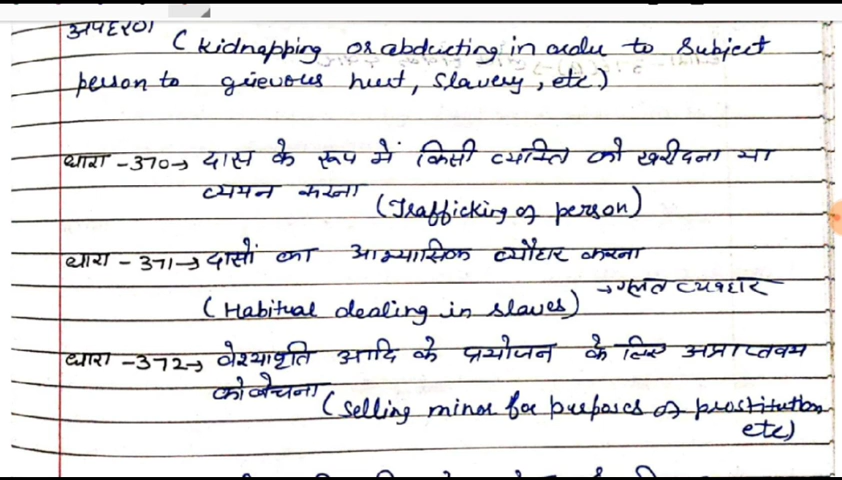 अपहरण
(kidnapping or abducting in order to subject
person to grievous hurt, slavery, etc)
धारा -370→ दास के रूप में किसी व्यक्ति को खरीदना या
व्ययन करना
(Trafficking of person)
धारा - 371→ दासों का आभ्यासिक व्यौहार करना
→गलत व्यवहार
(Habitual dealing in slaves)
धारा -372→ वेश्यावृति आदि के प्रयोजन के लिए अप्राप्तवय
को बेचना
(Selling minor for purposes of prostitution
etc)